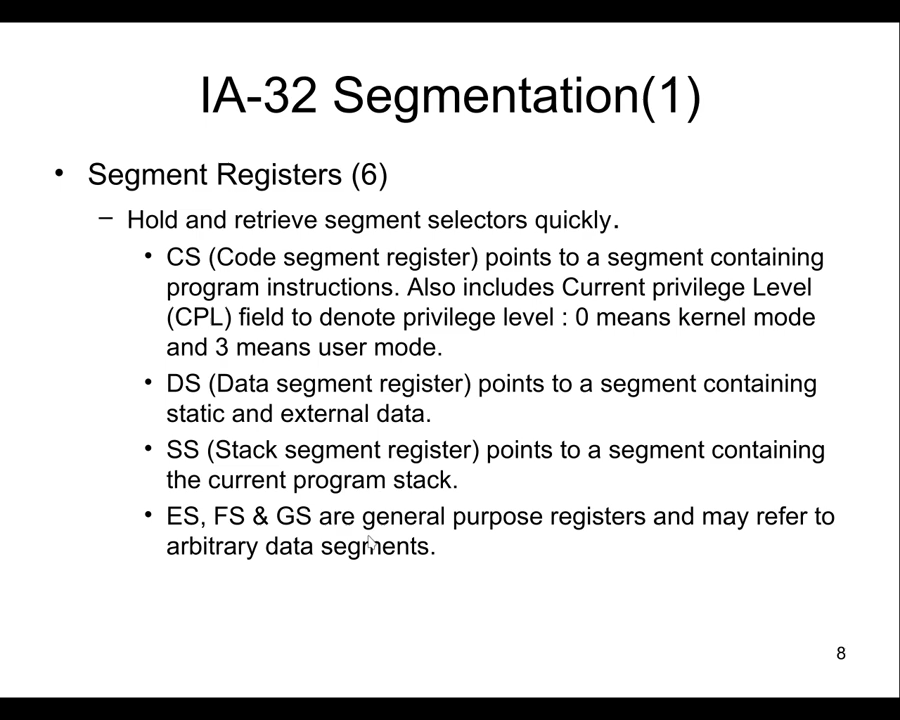 IA-32 Segmentation(1)
• Segment Registers (6)
– Hold and retrieve segment selectors quickly.
• CS (Code segment register) points to a segment containing
program instructions. Also includes Current privilege Level
(CPL) field to denote privilege level : 0 means kernel mode
and 3 means user mode.
• DS (Data segment register) points to a segment containing
static and external data.
• SS (Stack segment register) points to a segment containing
the current program stack.
• ES, FS & GS are general purpose registers and may refer to
arbitrary data segments.
8